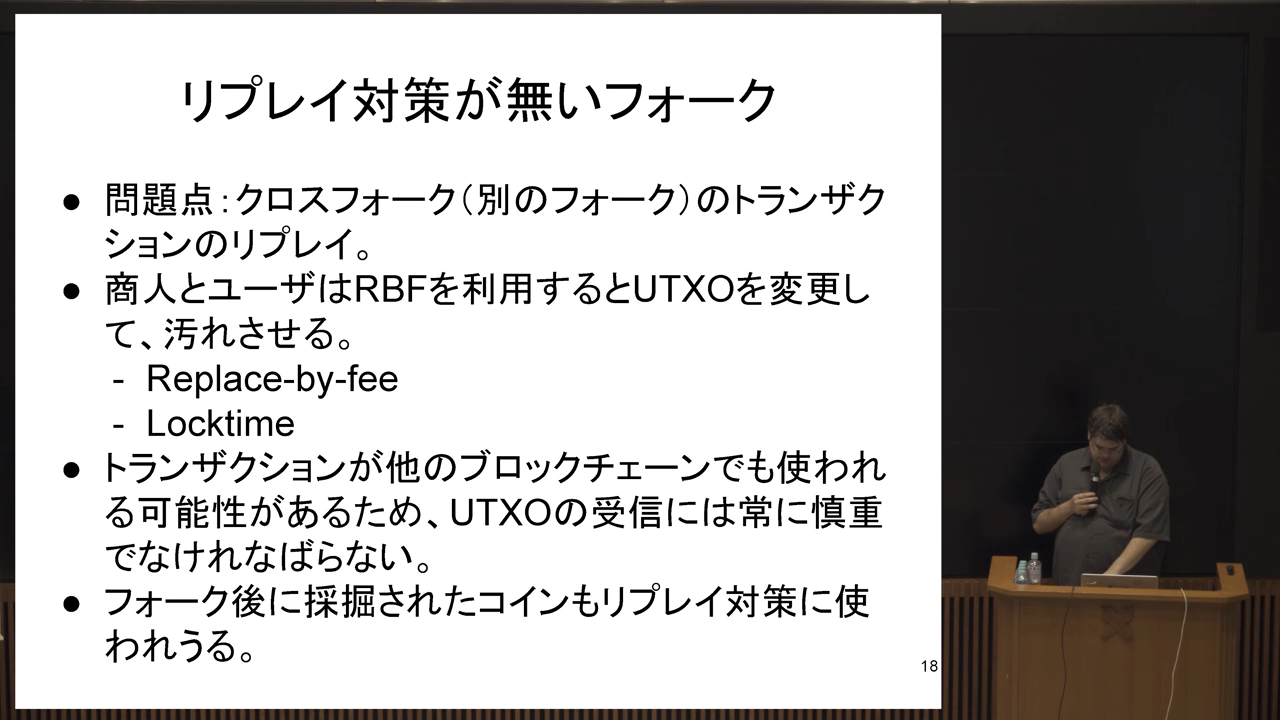 リプレイ対策が無いフォーク
● 問題点：クロスフォーク（別のフォーク）のトランザク
ションのリプレイ。
● 商人とユーザはRBFを利用するとUTXOを変更し
て、汚れさせる。
- Replace-by-fee
- Locktime
● トランザクションが他のブロックチェーンでも使われ
る可能性があるため、UTXOの受信には常に慎重
でなけれなばらない。
● フォーク後に採掘されたコインもリプレイ対策に使
われうる。
18